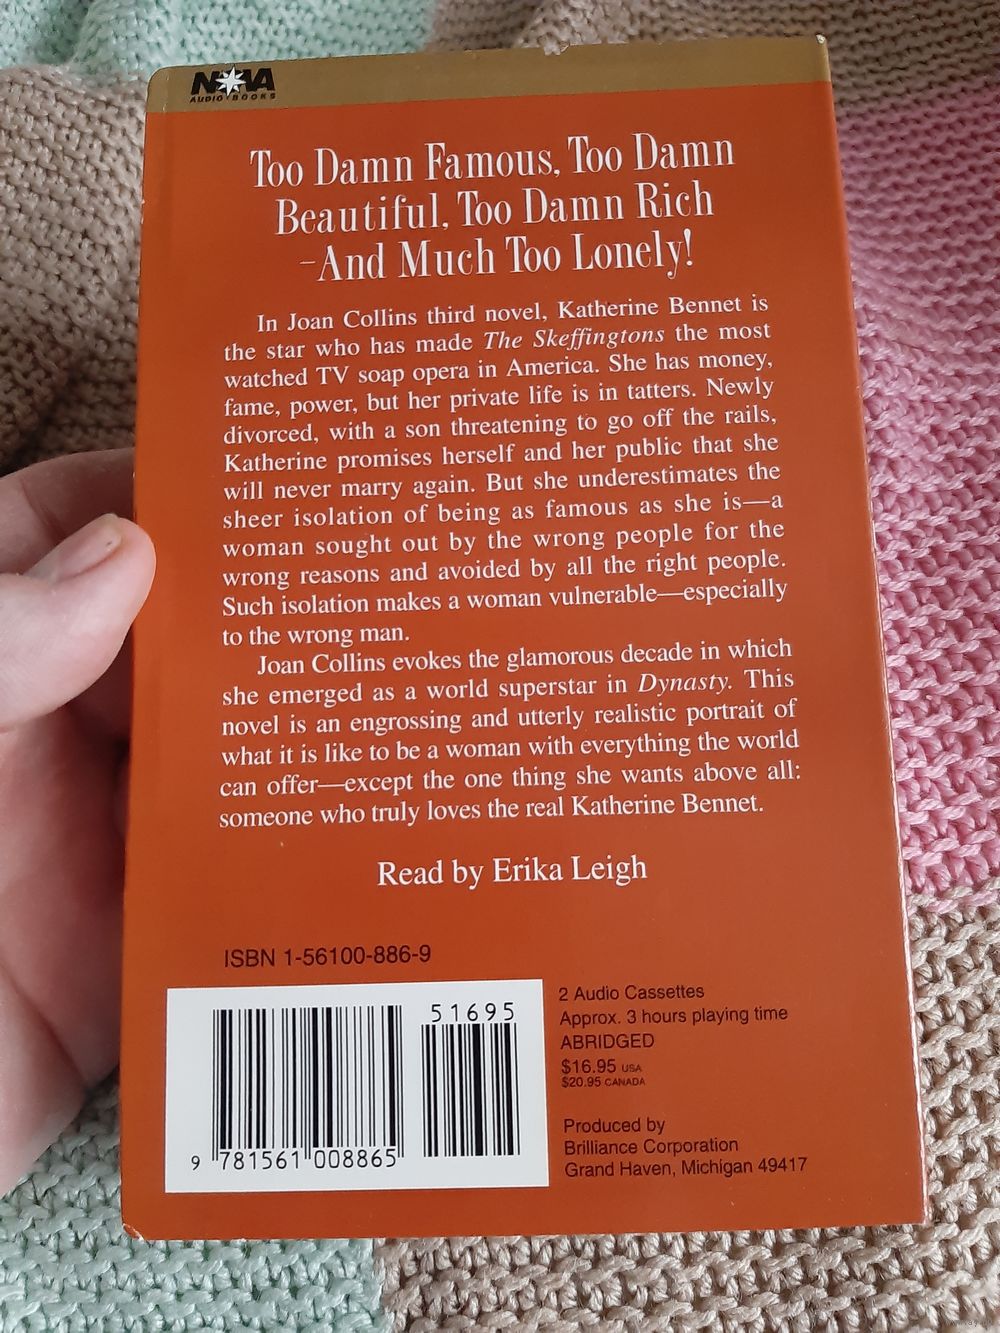 NOVA
AUDIO BOOKS
Too Damn Famous, Too Damn
Beautiful, Too Damn Rich
–And Much Too Lonely!
In Joan Collins third novel, Katherine Bennet is
the star who has made The Skeffingtons the most
watched TV soap opera in America. She has money,
fame, power, but her private life is in tatters. Newly
divorced, with a son threatening to go off the rails,
Katherine promises herself and her public that she
will never marry again. But she underestimates the
sheer isolation of being as famous as she is—a
woman sought out by the wrong people for the
wrong reasons and avoided by all the right people.
Such isolation makes a woman vulnerable—especially
to the wrong man.
Joan Collins evokes the glamorous decade in which
she emerged as a world superstar in Dynasty. This
novel is an engrossing and utterly realistic portrait of
what it is like to be a woman with everything the world
can offer—except the one thing she wants above all:
someone who truly loves the real Katherine Bennet.
Read by Erika Leigh
ISBN 1-56100-886-9
51695
9 781561 008865
2 Audio Cassettes
Approx. 3 hours playing time
ABRIDGED
$16.95 USA
$20.95 CANADA
Produced by
Brilliance Corporation
Grand Haven, Michigan 49417